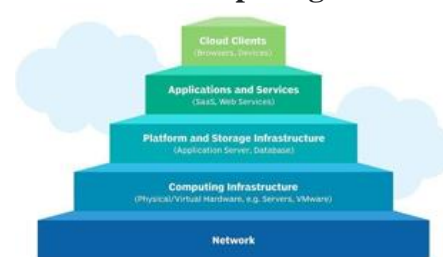 Cloud Clients
(Browsers, Devices)
Applications and Services
(SaaS, Web Services)
Platform and Storage Infrastructure
(Application Server, Database)
Computing Infrastructure
(Physical/Virtual Hardware, e.g. Servers, VMware)
Network